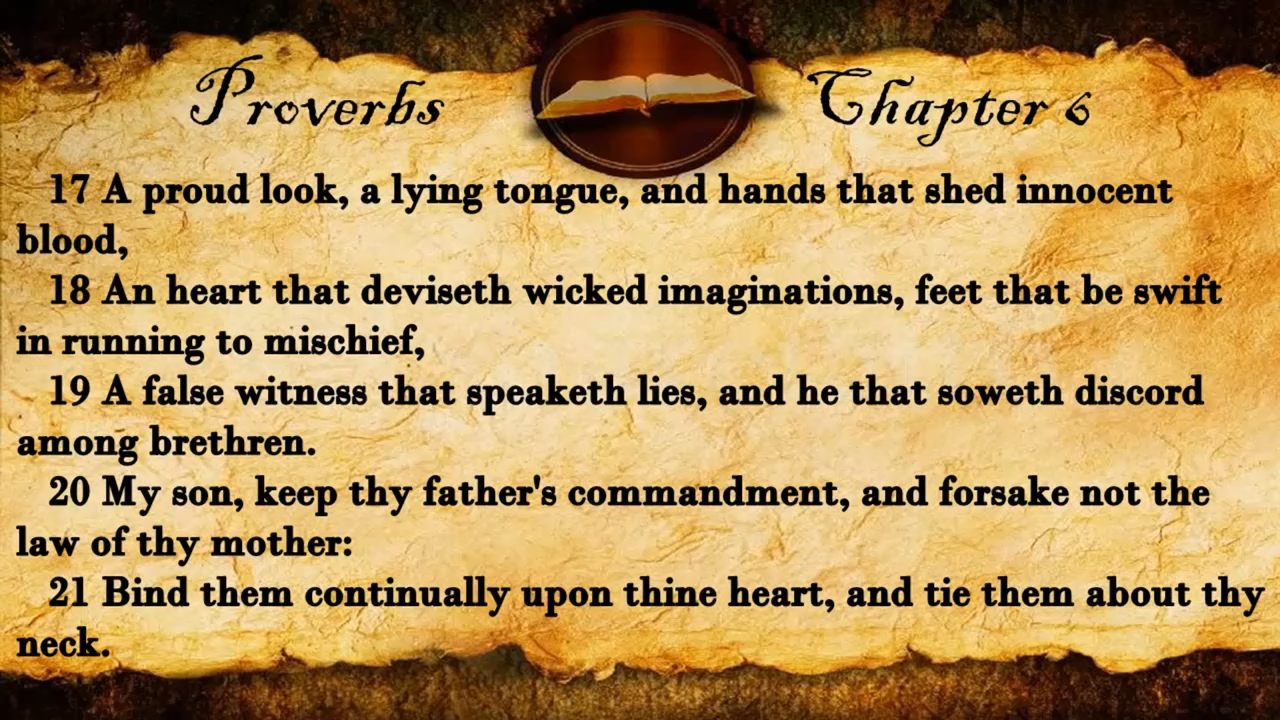 Proverbs Chapter 6
17 A proud look, a lying tongue, and hands that shed innocent
blood,
18 An heart that deviseth wicked imaginations, feet that be swift
in running to mischief,
19 A false witness that speaketh lies, and he that soweth discord
among brethren.
20 My son, keep thy father's commandment, and forsake not the
law of thy mother:
21 Bind them continually upon thine heart, and tie them about thy
neck.